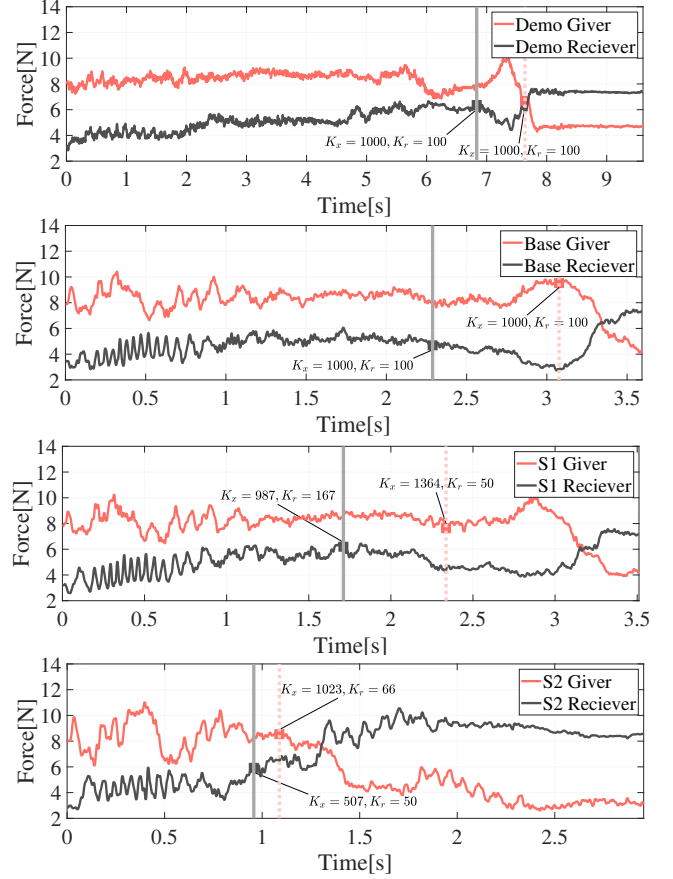 14
12
10
8
6
4
2
Force[N]
Demo Giver
Demo Reciever
K_x = 1000, K_r = 100
K_x = 1000, K_r = 100
0 1 2 3 4 5 6 7 8 9
Time[s]
14
12
10
8
6
4
2
Force[N]
Base Giver
Base Reciever
K_x = 1000, K_r = 100
K_x = 1000, K_r = 100
0 0.5 1 1.5 2 2.5 3 3.5
Time[s]
14
12
10
8
6
4
2
Force[N]
S1 Giver
S1 Reciever
K_x = 987, K_r = 167
K_x = 1364, K_r = 50
0 0.5 1 1.5 2 2.5 3 3.5
Time[s]
14
12
10
8
6
4
2
Force[N]
S2 Giver
S2 Reciever
K_x = 1023, K_r = 66
K_x = 507, K_r = 50
0 0.5 1 1.5 2 2.5
Time[s]